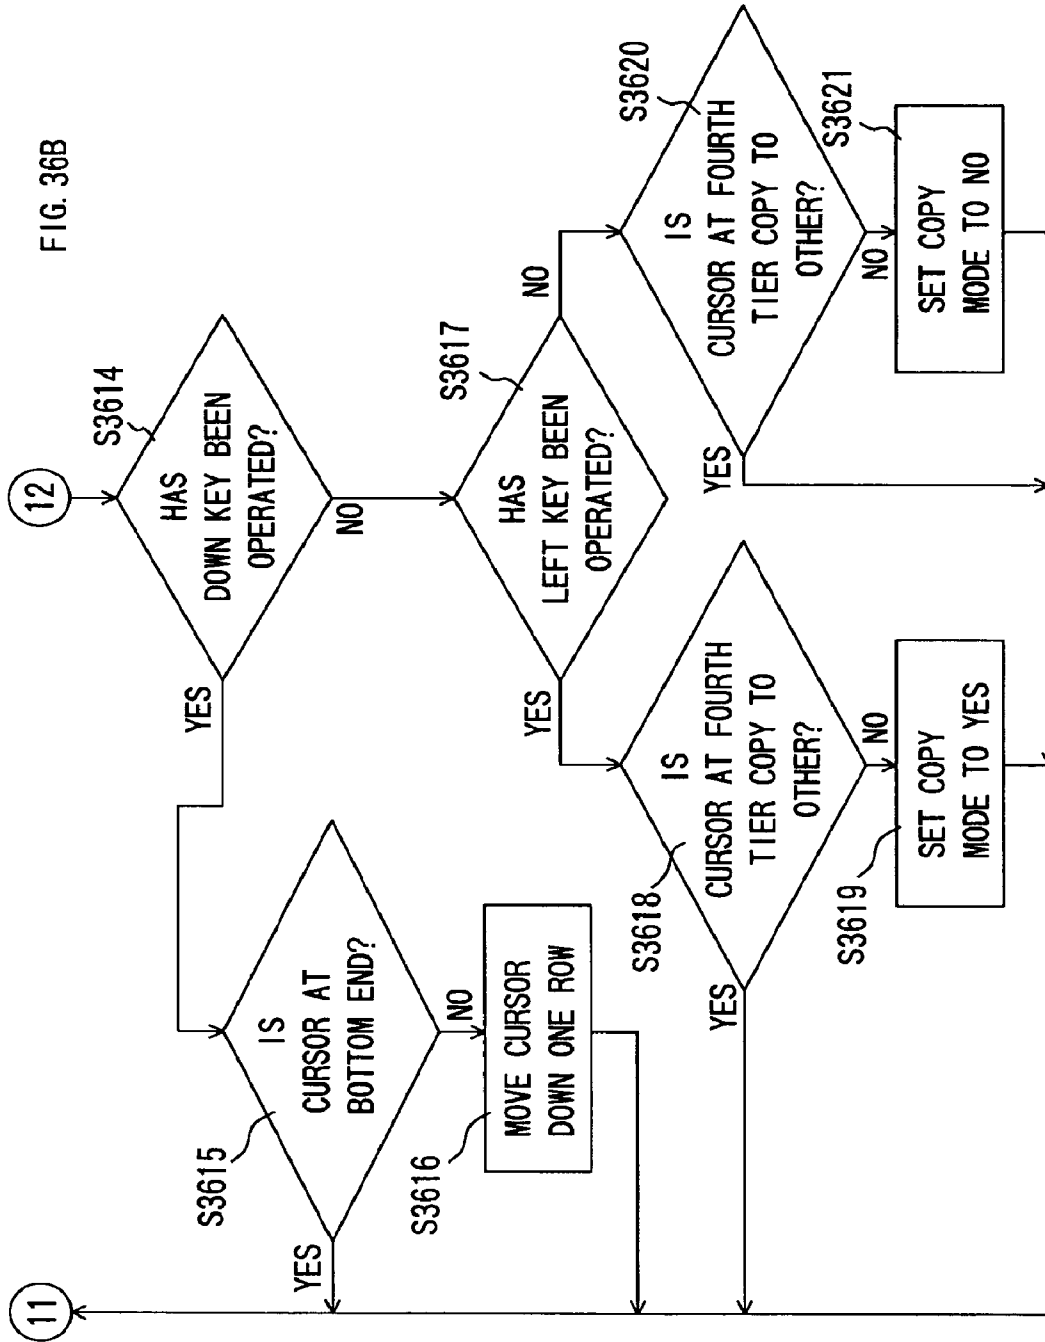 FIG. 36B
12
S3614
HAS
DOWN KEY BEEN
OPERATED?
YES
NO
11
S3615
IS
CURSOR AT
BOTTOM END?
YES
NO
S3616
MOVE CURSOR
DOWN ONE ROW
S3617
HAS
LEFT KEY BEEN
OPERATED?
YES
NO
S3618
IS
CURSOR AT FOURTH
TIER COPY TO
OTHER?
YES
NO
S3619
SET COPY
MODE TO YES
S3620
IS
CURSOR AT FOURTH
TIER COPY TO
OTHER?
YES
NO
S3621
SET COPY
MODE TO NO